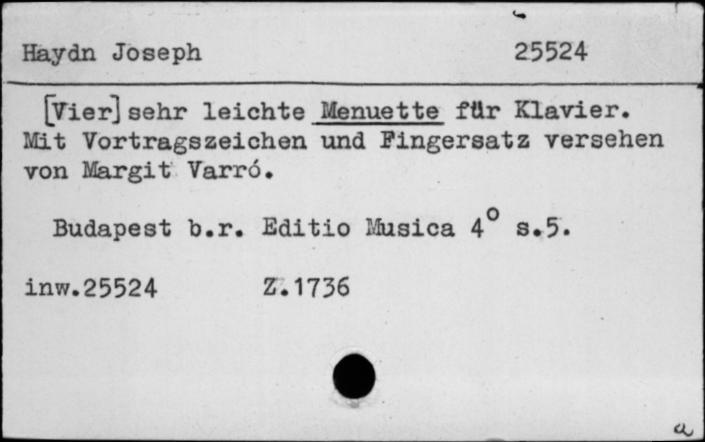 Haydn Joseph 25524
[Vier] sehr leichte Menuette für Klavier.
Mit Vortragszeichen und Fingersatz versehen
von Margit Varró.
Budapest b.r. Editio Musica 4° s.5.
inw.25524 Z.1736
a